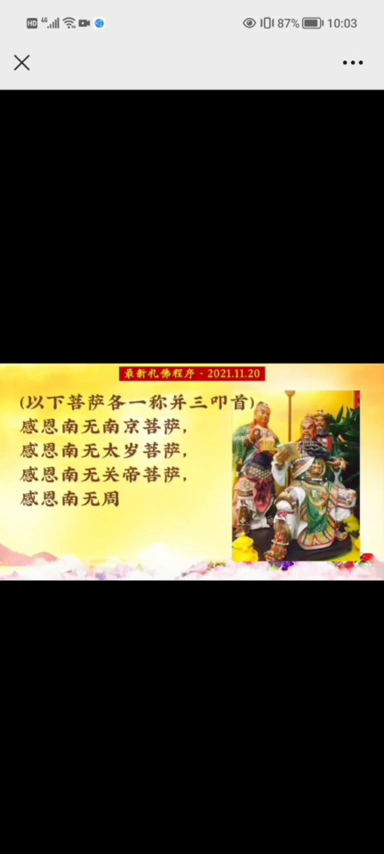 HD 4G 87% 10:03
最新礼佛程序 - 2021.11.20
(以下菩萨各一称并三叩首)
感恩南无南京菩萨,
感恩南无太岁菩萨,
感恩南无关帝菩萨,
感恩南无周